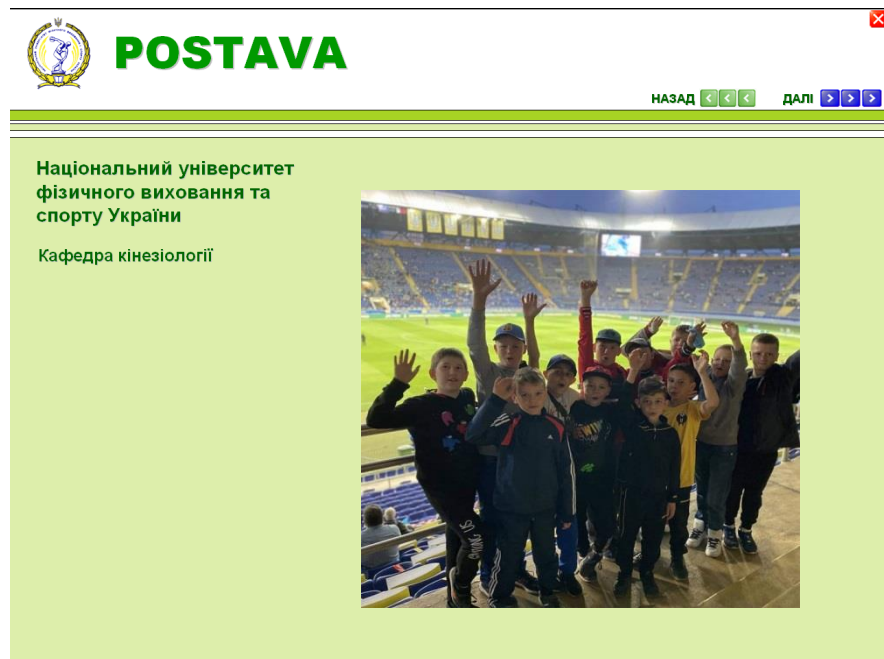 POSTAVA
НАЗАД
ДАЛІ
Національний університет
фізичного виховання та
спорту України
Кафедра кінезіології